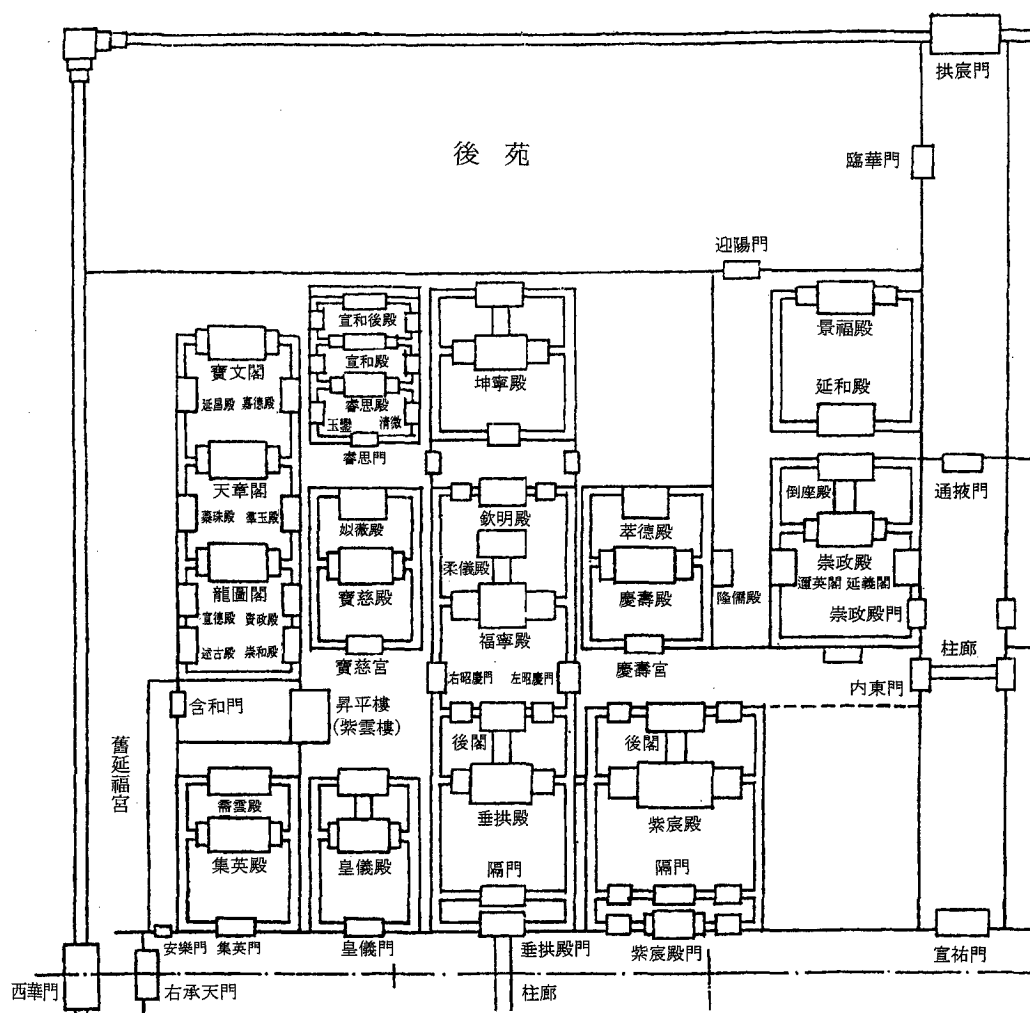 拱宸門
後苑
臨華門
迎陽門
宣和後殿
宣和殿
睿思殿
玉鑾 清微
睿思門
坤寧殿
景福殿
延和殿
寶文閣
延昌殿 嘉德殿
天章閣
蘂珠殿 羣玉殿
龍圖閣
宣德殿 資政殿
述古殿 崇和殿
姒薇殿
寶慈殿
寶慈宮
欽明殿
柔儀殿
福寧殿
右昭慶門 左昭慶門
萃德殿
慶壽殿
慶壽宮
隆儒殿
倒座殿
崇政殿
邇英閣 延義閣
崇政殿門
通掖門
柱廊
内東門
含和門
昇平樓
(紫雲樓)
舊延福宮
需雲殿
集英殿
皇儀殿
後閣
垂拱殿
隔門
後閣
紫宸殿
隔門
安樂門 集英門
皇儀門
垂拱殿門
紫宸殿門
宣祐門
西華門
右承天門
柱廊